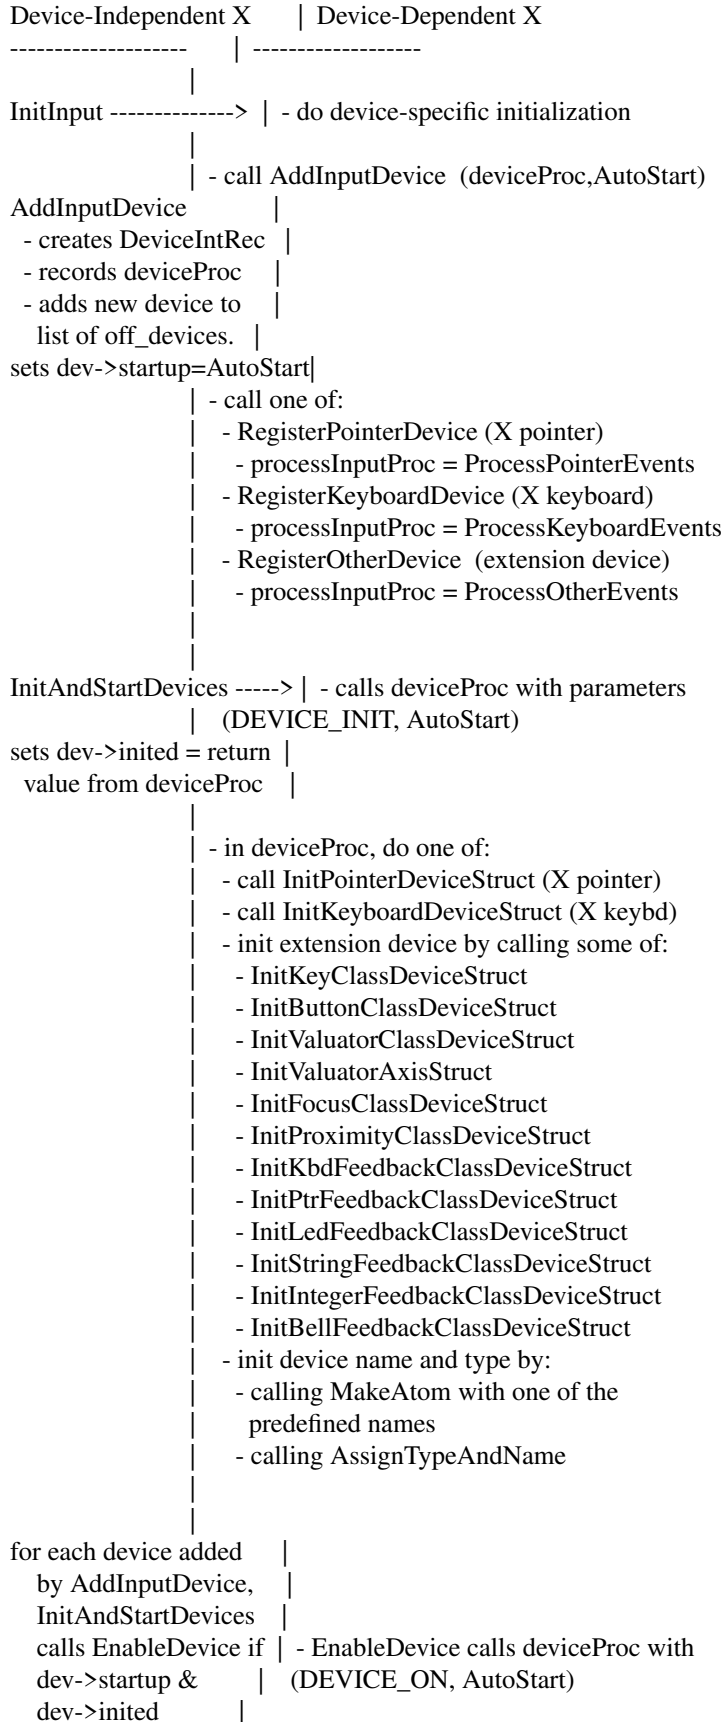 Device-Independent X | Device-Dependent X
-------------------- | -------------------
|
InitInput --------------> | - do device-specific initialization
|
| - call AddInputDevice (deviceProc,AutoStart)
AddInputDevice |
- creates DeviceIntRec |
- records deviceProc |
- adds new device to |
list of off_devices. |
sets dev->startup=AutoStart|
| - call one of:
| - RegisterPointerDevice (X pointer)
| - processInputProc = ProcessPointerEvents
| - RegisterKeyboardDevice (X keyboard)
| - processInputProc = ProcessKeyboardEvents
| - RegisterOtherDevice (extension device)
| - processInputProc = ProcessOtherEvents
|
|
InitAndStartDevices -----> | - calls deviceProc with parameters
| (DEVICE_INIT, AutoStart)
sets dev->inited = return |
value from deviceProc |
|
| - in deviceProc, do one of:
| - call InitPointerDeviceStruct (X pointer)
| - call InitKeyboardDeviceStruct (X keybd)
| - init extension device by calling some of:
| - InitKeyClassDeviceStruct
| - InitButtonClassDeviceStruct
| - InitValuatorClassDeviceStruct
| - InitValuatorAxisStruct
| - InitFocusClassDeviceStruct
| - InitProximityClassDeviceStruct
| - InitKbdFeedbackClassDeviceStruct
| - InitPtrFeedbackClassDeviceStruct
| - InitLedFeedbackClassDeviceStruct
| - InitStringFeedbackClassDeviceStruct
| - InitIntegerFeedbackClassDeviceStruct
| - InitBellFeedbackClassDeviceStruct
| - init device name and type by:
| - calling MakeAtom with one of the
| predefined names
| - calling AssignTypeAndName
|
|
for each device added |
by AddInputDevice, |
InitAndStartDevices |
calls EnableDevice if | - EnableDevice calls deviceProc with
dev->startup & | (DEVICE_ON, AutoStart)
dev->inited |